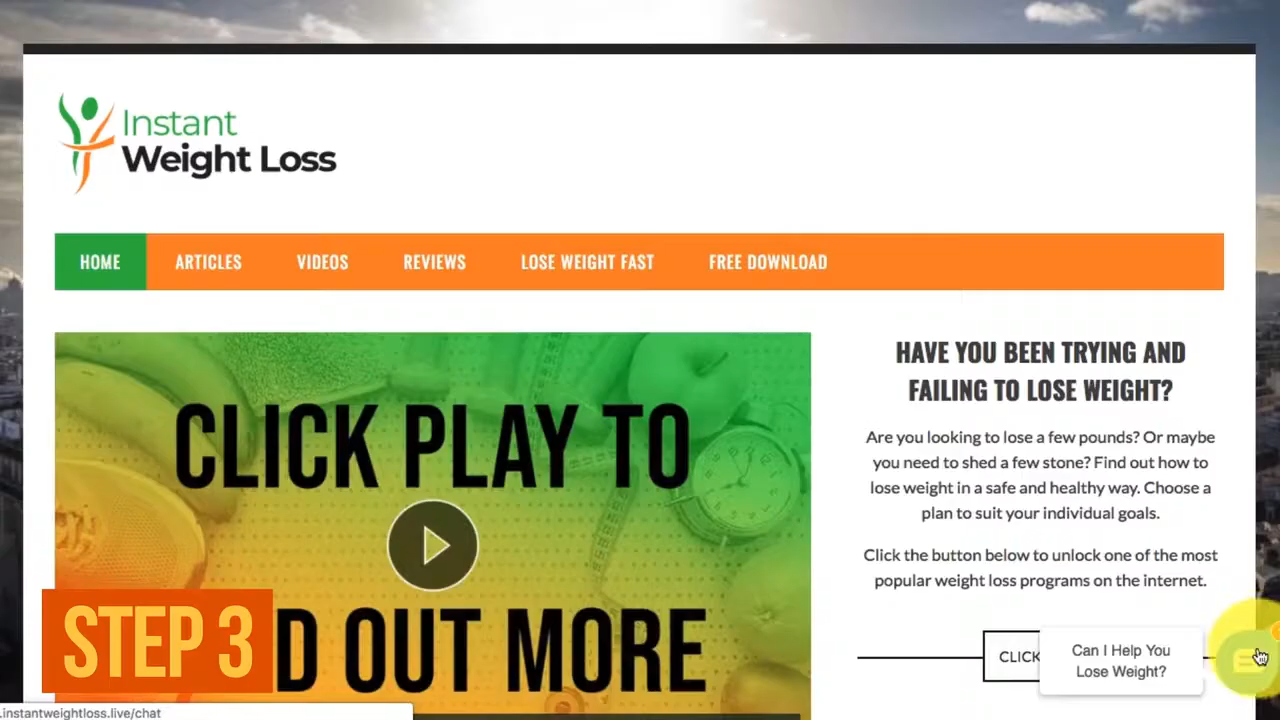 Instant
Weight Loss
HOME ARTICLES VIDEOS REVIEWS LOSE WEIGHT FAST FREE DOWNLOAD
CLICK PLAY TO
D OUT MORE
HAVE YOU BEEN TRYING AND
FAILING TO LOSE WEIGHT?
Are you looking to lose a few pounds? Or maybe
you need to shed a few stone? Find out how to
lose weight in a safe and healthy way. Choose a
plan to suit your individual goals.
Click the button below to unlock one of the most
popular weight loss programs on the internet.
CLICK
Can I Help You
Lose Weight?
STEP 3
.instantweightloss.live/chat